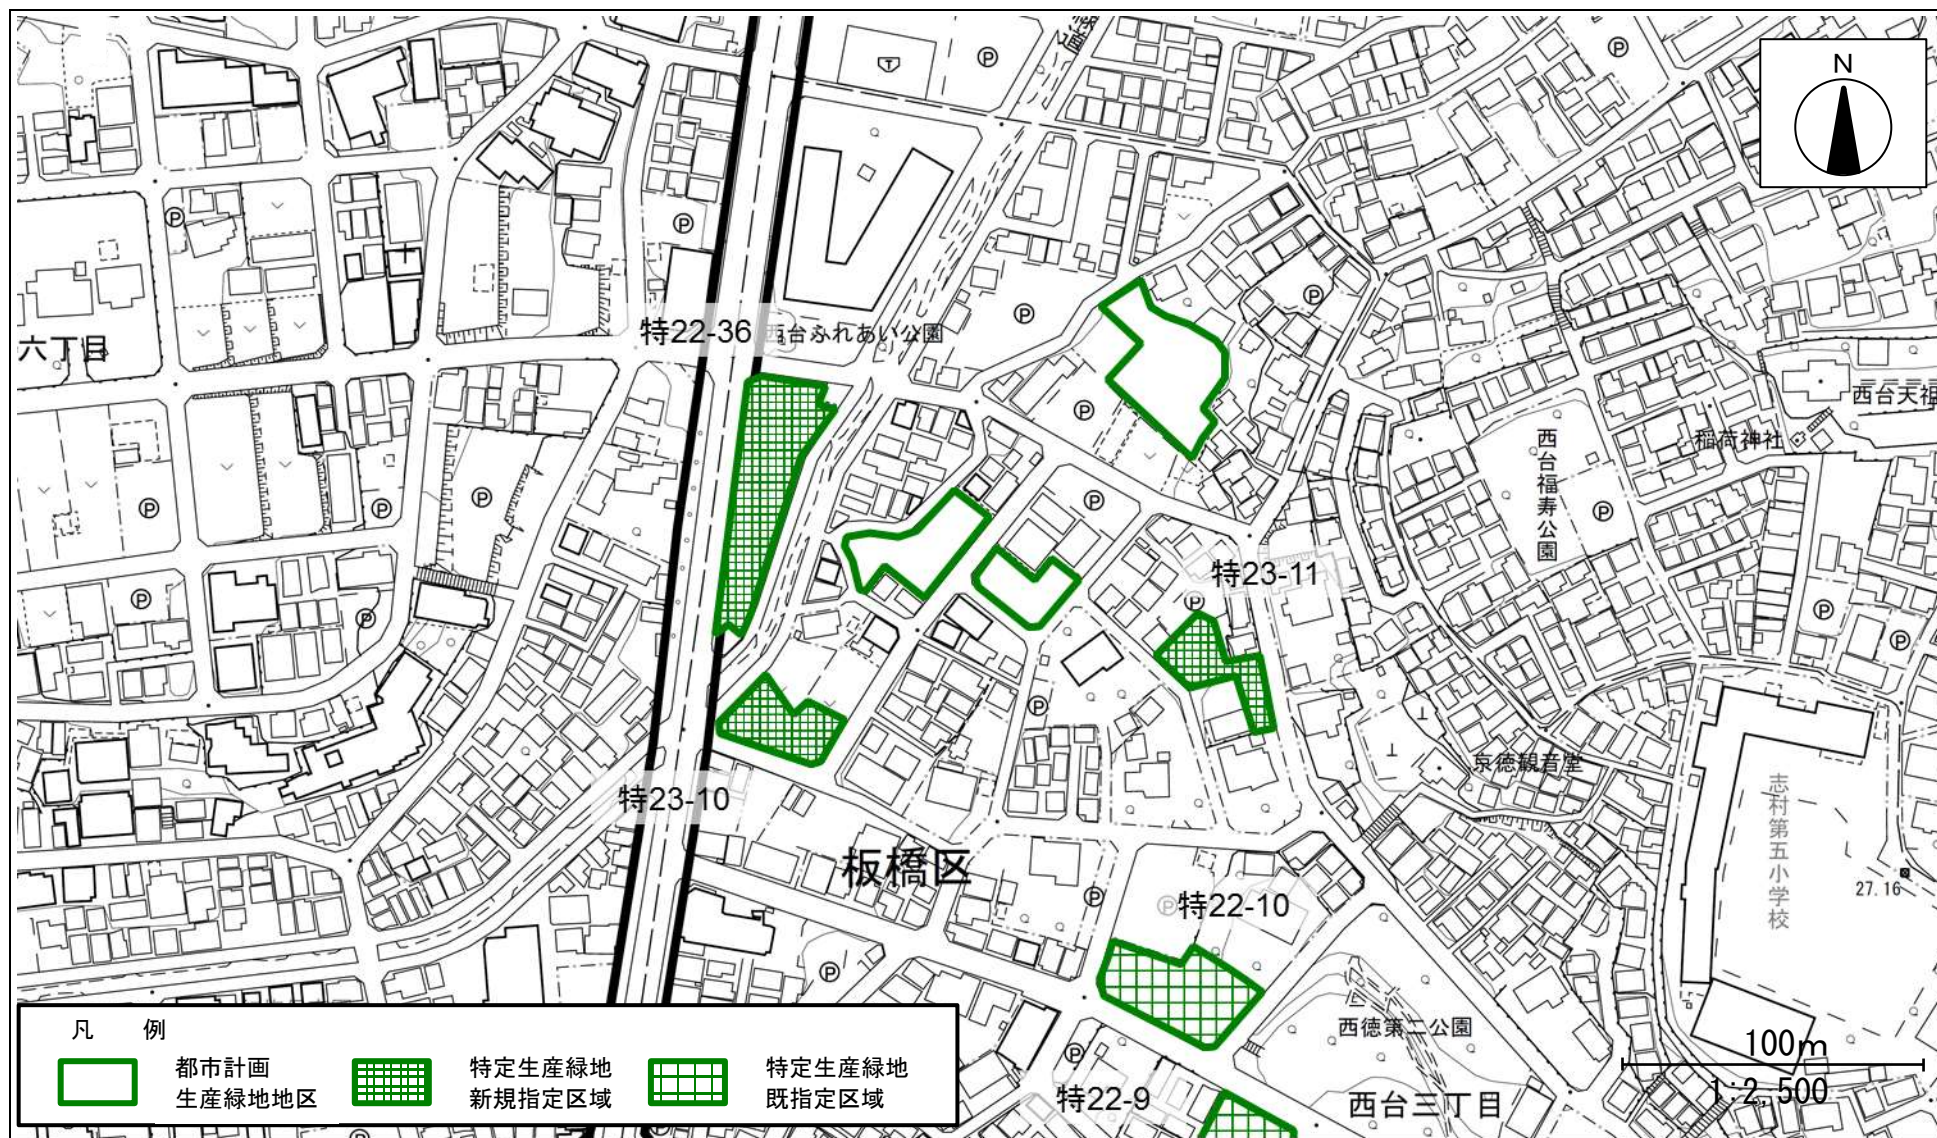 N
特22-36
西台ふれあい公園
六丁目
西台天祖
稲荷神社
西台福寿公園
特23-11
京徳観音堂
志村第五小学校
特23-10
板橋区
特22-10
27.16
西徳第二公園
100m
1:2,500
西台三丁目
特22-9
凡 例
都市計画
生産緑地地区
特定生産緑地
新規指定区域
特定生産緑地
既指定区域